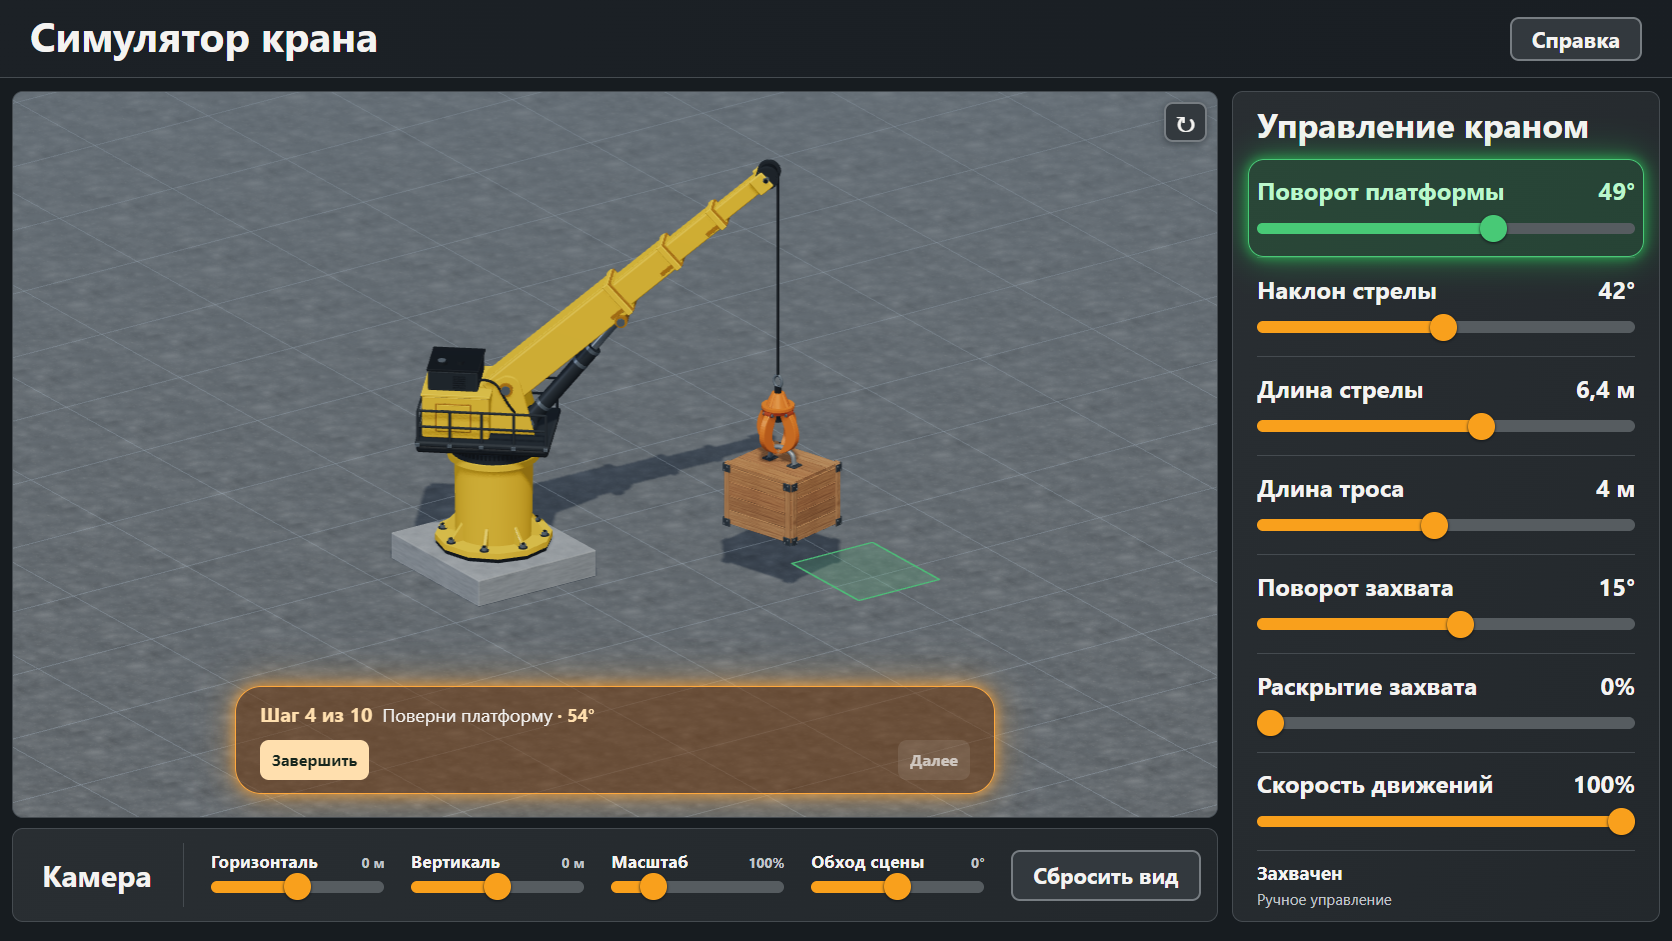 Симулятор крана
Справка
↻
Управление краном
Поворот платформы 49°
Наклон стрелы 42°
Длина стрелы 6,4 м
Длина троса 4 м
Поворот захвата 15°
Раскрытие захвата 0%
Скорость движений 100%
Захвачен
Ручное управление
Шаг 4 из 10 Поверни платформу · 54°
Завершить Далее
Камера
Горизонталь 0 м
Вертикаль 0 м
Масштаб 100%
Обход сцены 0°
Сбросить вид